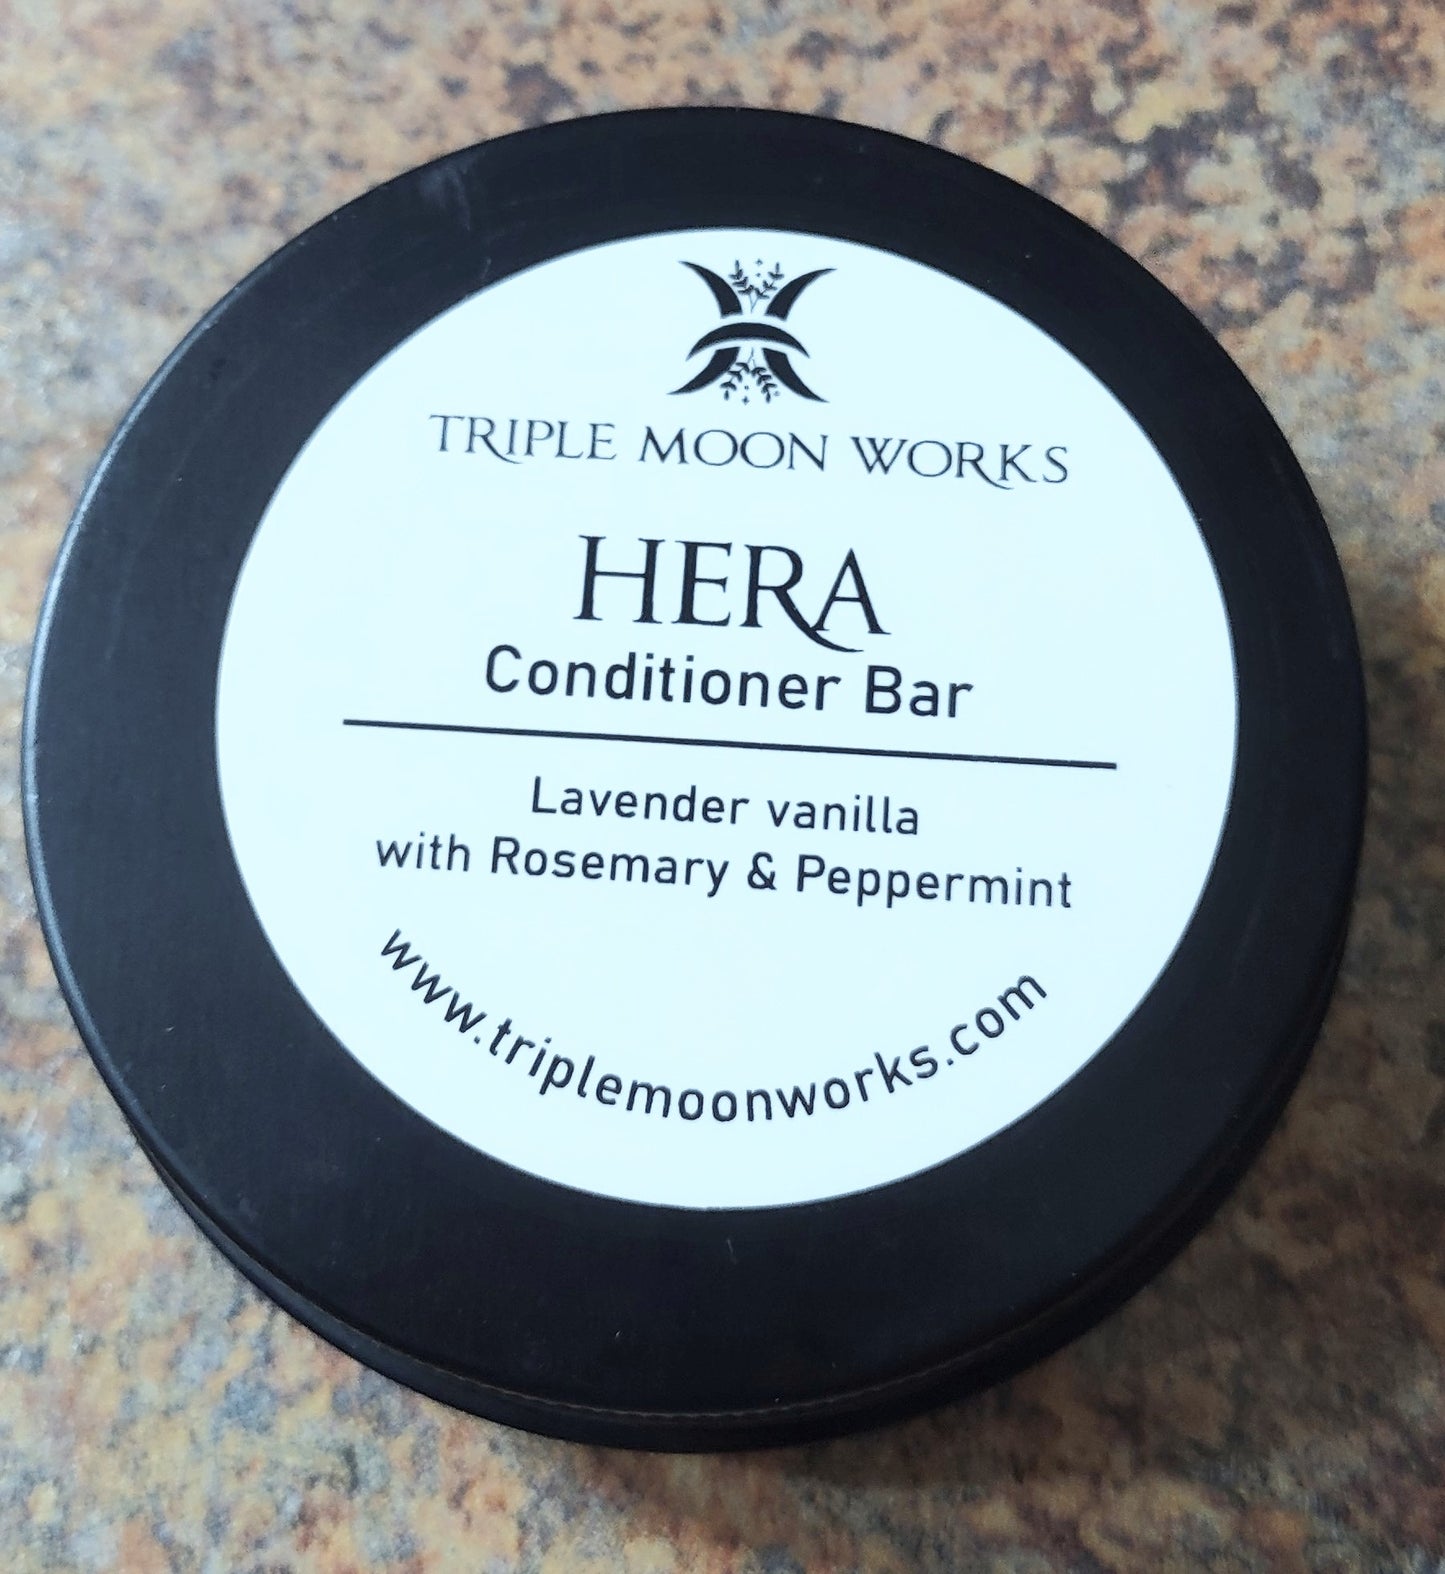 TRIPLE MOON WORKS
HERA
Conditioner Bar
Lavender vanilla
with Rosemary & Peppermint
www.triplemoonworks.com